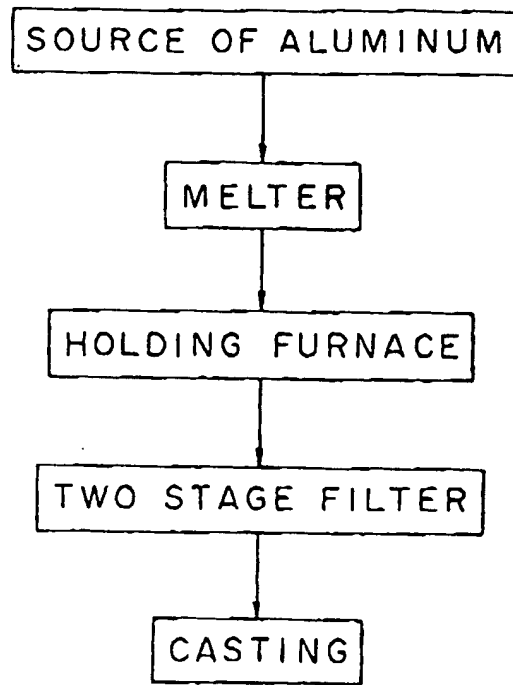 SOURCE OF ALUMINUM
MELTER
HOLDING FURNACE
TWO STAGE FILTER
CASTING